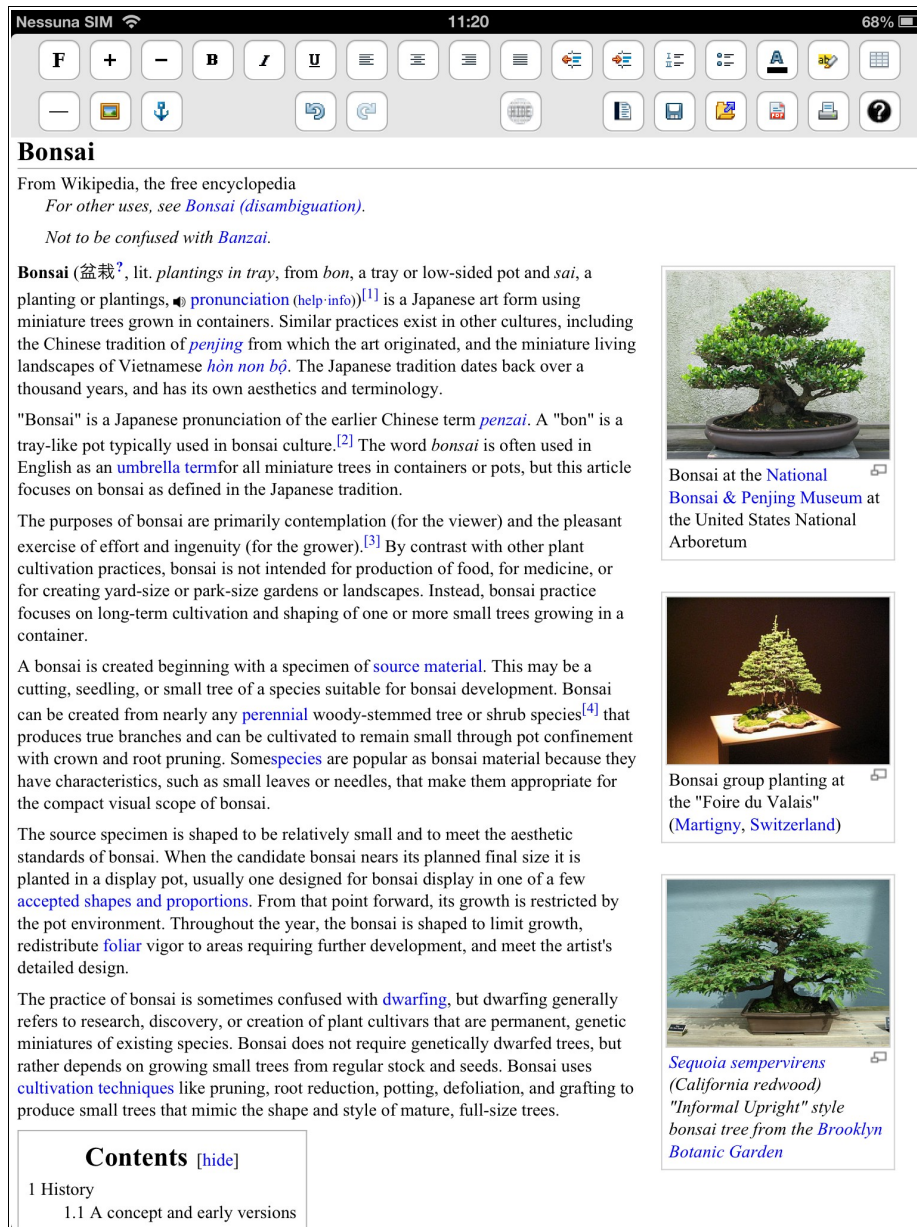 Nessuna SIM 11:20 68%
F + − B I U
HIDE PDF ?
Bonsai
From Wikipedia, the free encyclopedia
For other uses, see Bonsai (disambiguation).
Not to be confused with Banzai.
Bonsai (盆栽?, lit. plantings in tray, from bon, a tray or low-sided pot and sai, a
planting or plantings, pronunciation (help·info))[1] is a Japanese art form using
miniature trees grown in containers. Similar practices exist in other cultures, including
the Chinese tradition of penjing from which the art originated, and the miniature living
landscapes of Vietnamese hòn non bộ. The Japanese tradition dates back over a
thousand years, and has its own aesthetics and terminology.
"Bonsai" is a Japanese pronunciation of the earlier Chinese term penzai. A "bon" is a
tray-like pot typically used in bonsai culture.[2] The word bonsai is often used in
English as an umbrella termfor all miniature trees in containers or pots, but this article
focuses on bonsai as defined in the Japanese tradition.
The purposes of bonsai are primarily contemplation (for the viewer) and the pleasant
exercise of effort and ingenuity (for the grower).[3] By contrast with other plant
cultivation practices, bonsai is not intended for production of food, for medicine, or
for creating yard-size or park-size gardens or landscapes. Instead, bonsai practice
focuses on long-term cultivation and shaping of one or more small trees growing in a
container.
A bonsai is created beginning with a specimen of source material. This may be a
cutting, seedling, or small tree of a species suitable for bonsai development. Bonsai
can be created from nearly any perennial woody-stemmed tree or shrub species[4] that
produces true branches and can be cultivated to remain small through pot confinement
with crown and root pruning. Somespecies are popular as bonsai material because they
have characteristics, such as small leaves or needles, that make them appropriate for
the compact visual scope of bonsai.
The source specimen is shaped to be relatively small and to meet the aesthetic
standards of bonsai. When the candidate bonsai nears its planned final size it is
planted in a display pot, usually one designed for bonsai display in one of a few
accepted shapes and proportions. From that point forward, its growth is restricted by
the pot environment. Throughout the year, the bonsai is shaped to limit growth,
redistribute foliar vigor to areas requiring further development, and meet the artist's
detailed design.
The practice of bonsai is sometimes confused with dwarfing, but dwarfing generally
refers to research, discovery, or creation of plant cultivars that are permanent, genetic
miniatures of existing species. Bonsai does not require genetically dwarfed trees, but
rather depends on growing small trees from regular stock and seeds. Bonsai uses
cultivation techniques like pruning, root reduction, potting, defoliation, and grafting to
produce small trees that mimic the shape and style of mature, full-size trees.
Bonsai at the National
Bonsai & Penjing Museum at
the United States National
Arboretum
Bonsai group planting at
the "Foire du Valais"
(Martigny, Switzerland)
Sequoia sempervirens
(California redwood)
"Informal Upright" style
bonsai tree from the Brooklyn
Botanic Garden
Contents [hide]
1 History
1.1 A concept and early versions